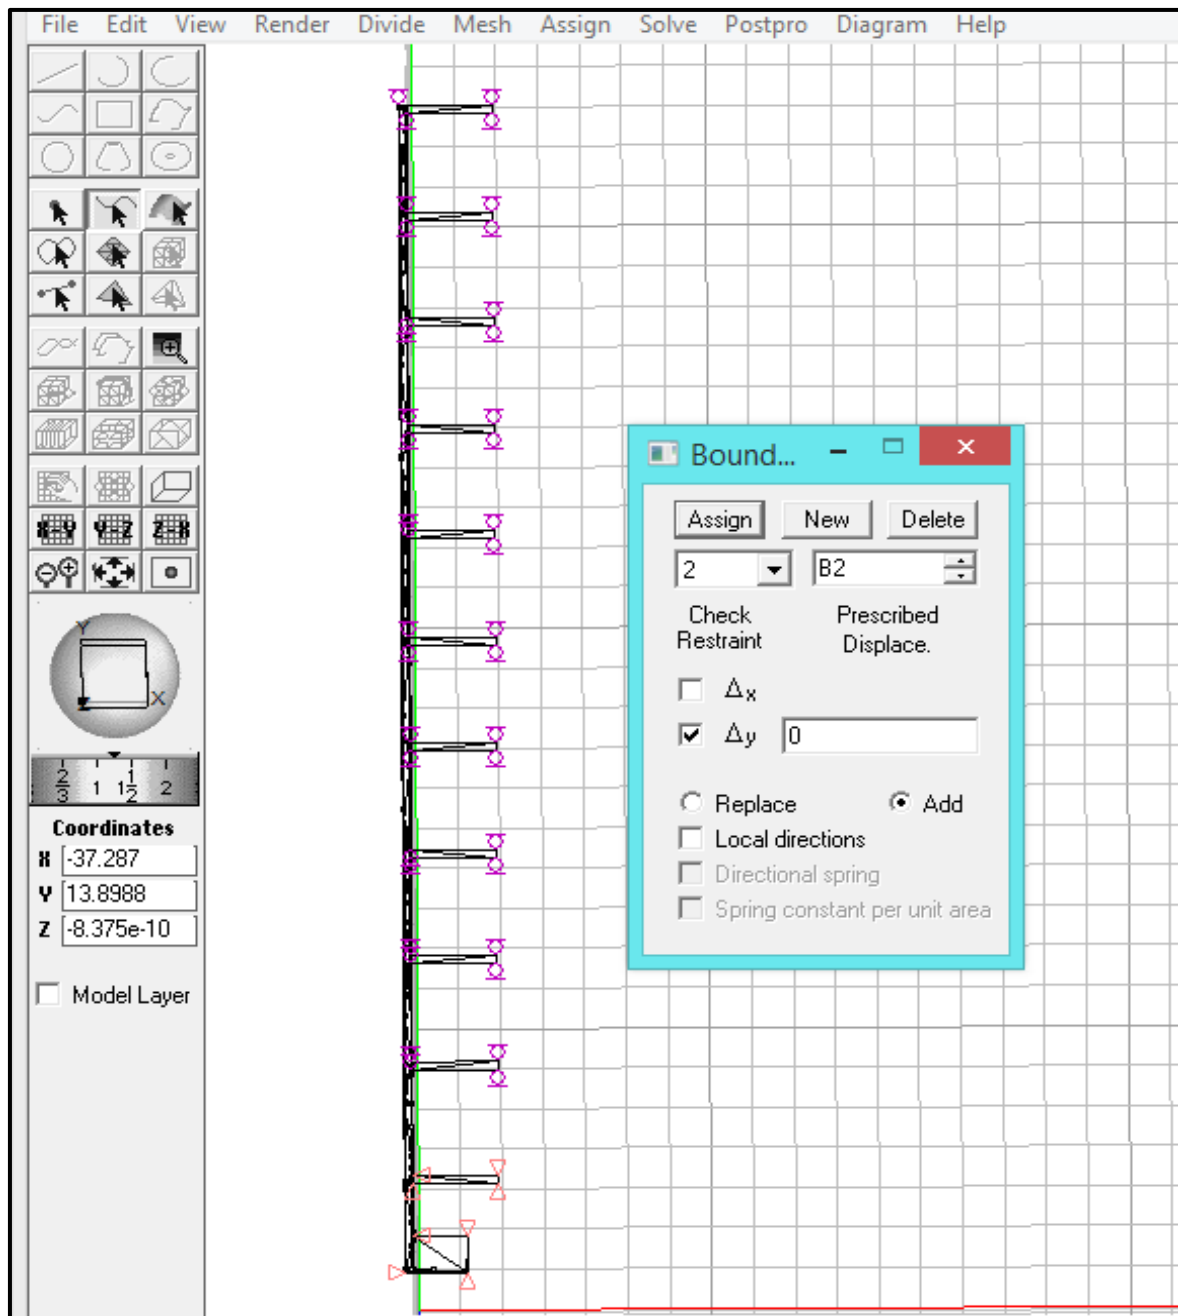 File Edit View Render Divide Mesh Assign Solve Postpro Diagram Help
X-Y Y-Z Z-X
Y
Z X
2/3 1 1 1/2 2
Coordinates
X -37.287
Y 13.8988
Z -8.375e-10
Model Layer
Bound...
Assign New Delete
2 B2
Check Restraint Prescribed Displace.
Δx
Δy 0
Replace Add
Local directions
Directional spring
Spring constant per unit area